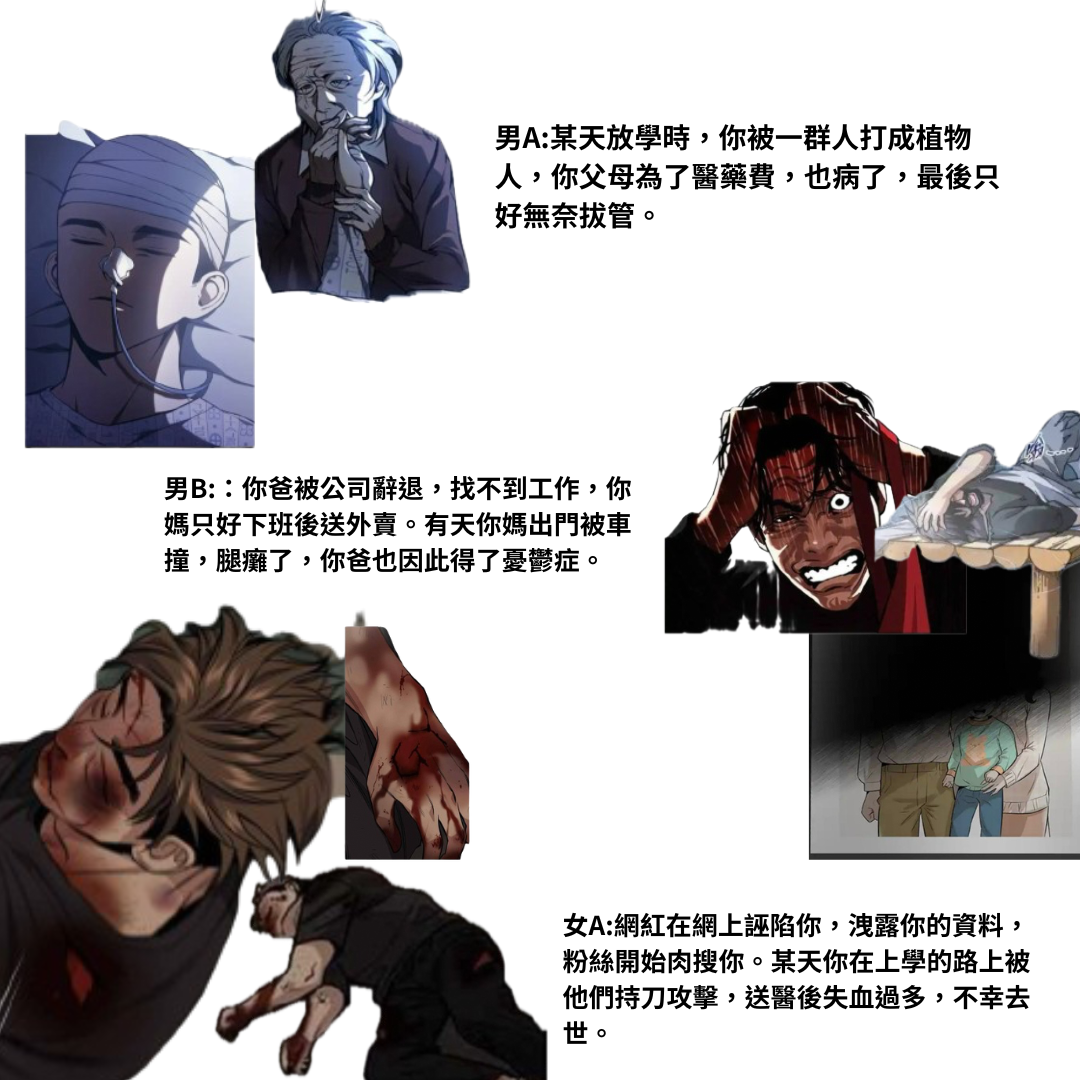 男A:某天放學時，你被一群人打成植物
人，你父母為了醫藥費，也病了，最後只
好無奈拔管。
男B:：你爸被公司辭退，找不到工作，你
媽只好下班後送外賣。有天你媽出門被車
撞，腿癱了，你爸也因此得了憂鬱症。
女A:網紅在網上誣陷你，洩露你的資料，
粉絲開始肉搜你。某天你在上學的路上被
他們持刀攻擊，送醫後失血過多，不幸去
世。